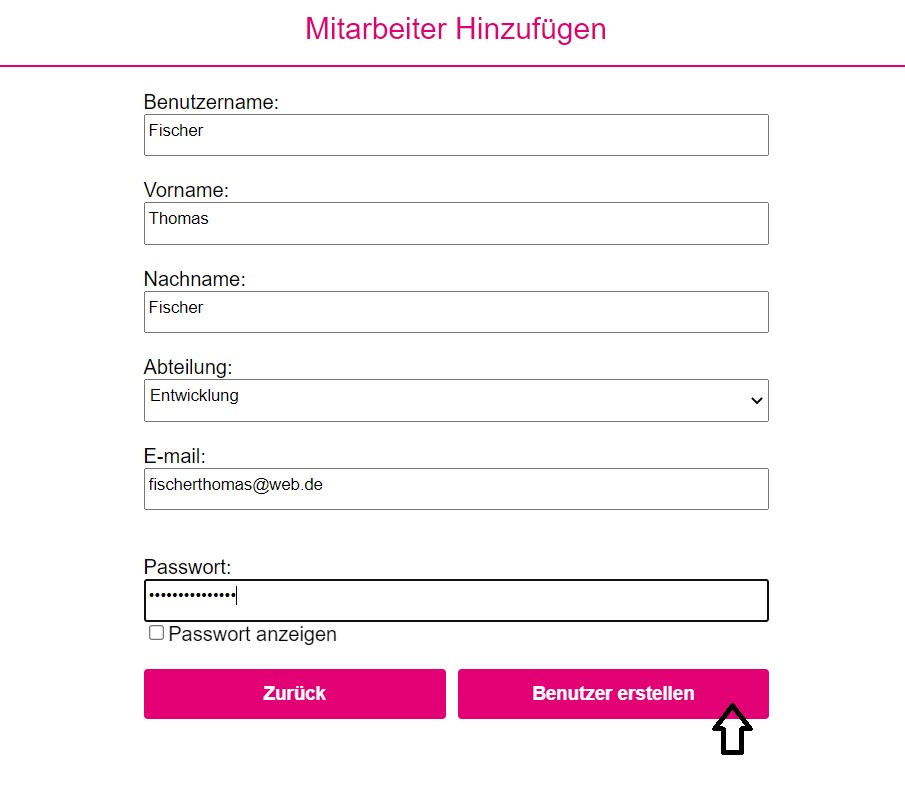 Mitarbeiter Hinzufügen
Benutzername:
Fischer
Vorname:
Thomas
Nachname:
Fischer
Abteilung:
Entwicklung
E-mail:
fischerthomas@web.de
Passwort:
•••••••••••••••
Passwort anzeigen
Zurück Benutzer erstellen